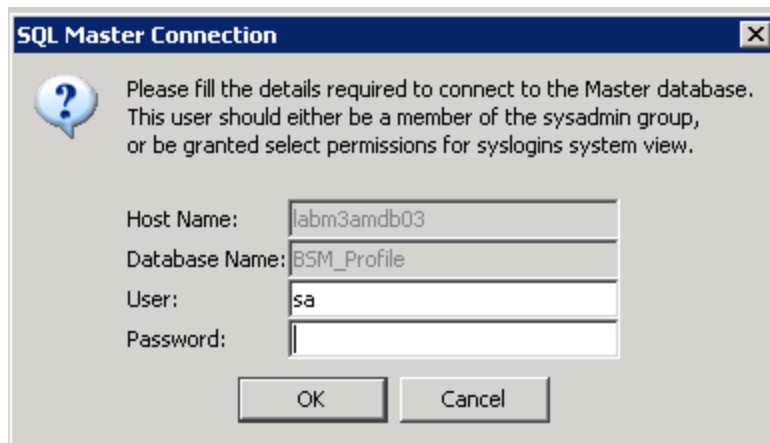 SQL Master Connection
Please fill the details required to connect to the Master database.
This user should either be a member of the sysadmin group,
or be granted select permissions for syslogins system view.
Host Name: labm3amdb03
Database Name: BSM_Profile
User: sa
Password:
OK Cancel